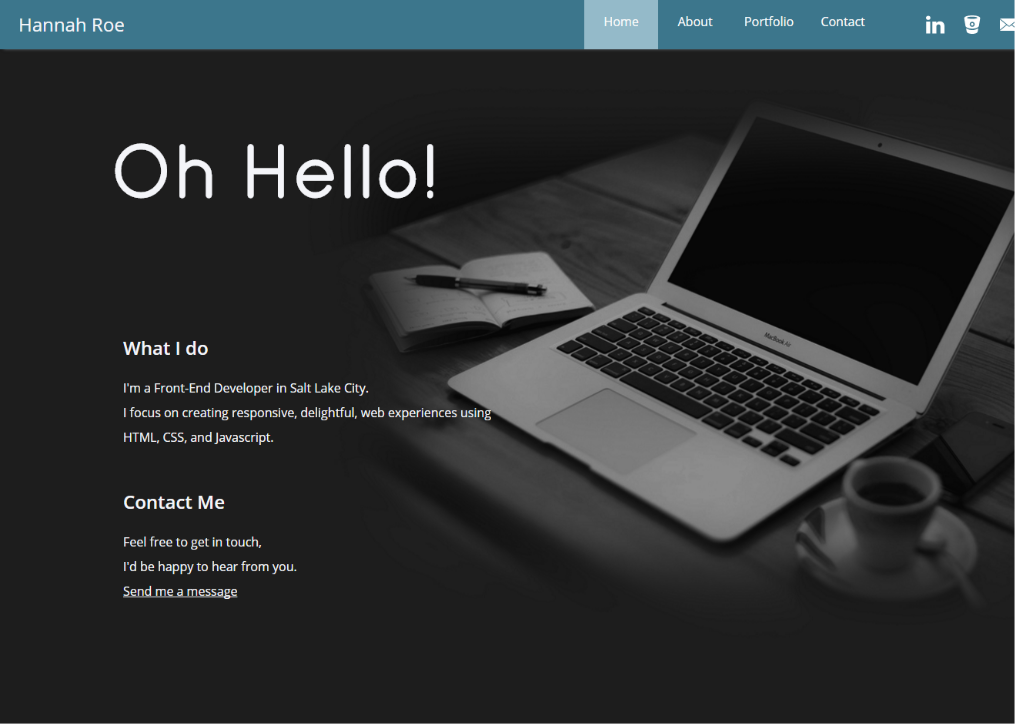 Hannah Roe
Home
About
Portfolio
Contact
Oh Hello!
MacBook Air
What I do
I'm a Front-End Developer in Salt Lake City.
I focus on creating responsive, delightful, web experiences using
HTML, CSS, and Javascript.
Contact Me
Feel free to get in touch,
I'd be happy to hear from you.
Send me a message